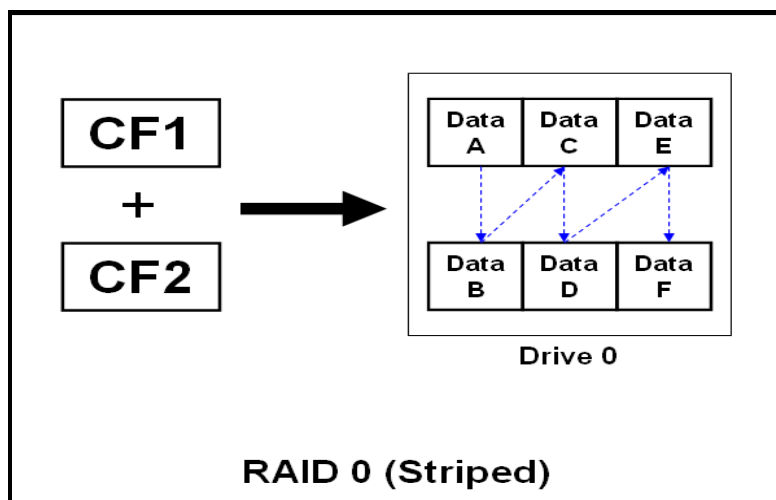 CF1
+
CF2
Data A
Data C
Data E
Data B
Data D
Data F
Drive 0
RAID 0 (Striped)